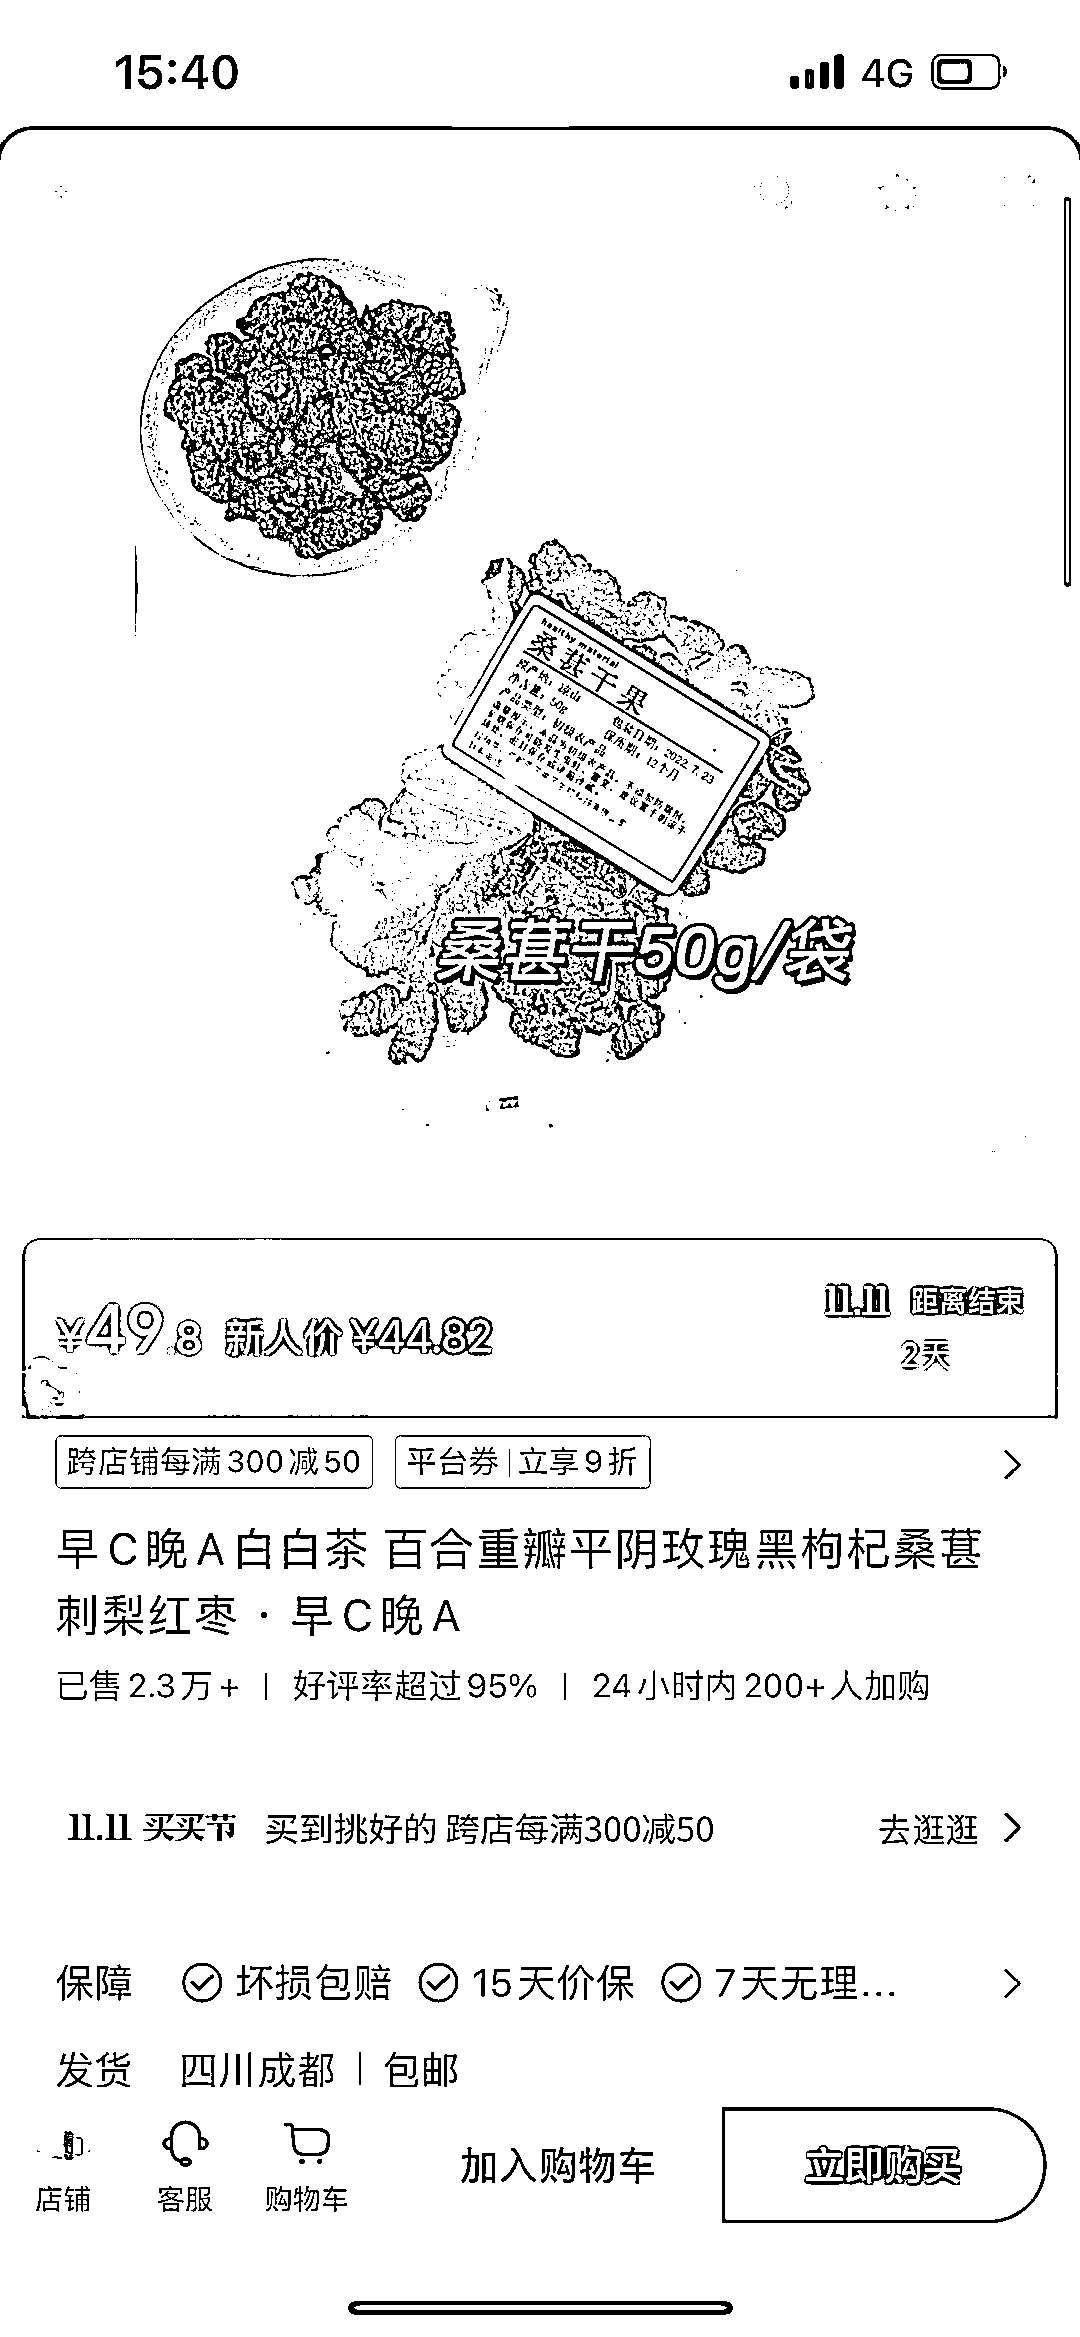 15:40 4G
healthy material
桑葚干果
原产地：凉山 包装日期：2022.7.23
净含量：50g 保质期：12个月
产品类型：初级农产品
桑葚干50g/袋
¥49.8 新人价 ¥44.82
11.11 距离结束
2天
跨店铺每满300减50 平台券 | 立享9折
早C晚A白白茶 百合重瓣平阴玫瑰黑枸杞桑葚
刺梨红枣 · 早C晚A
已售2.3万+ | 好评率超过95% | 24小时内200+人加购
11.11 买买节 买到挑好的 跨店每满300减50 去逛逛
保障 坏损包赔 15天价保 7天无理...
发货 四川成都 | 包邮
店铺 客服 购物车 加入购物车 立即购买